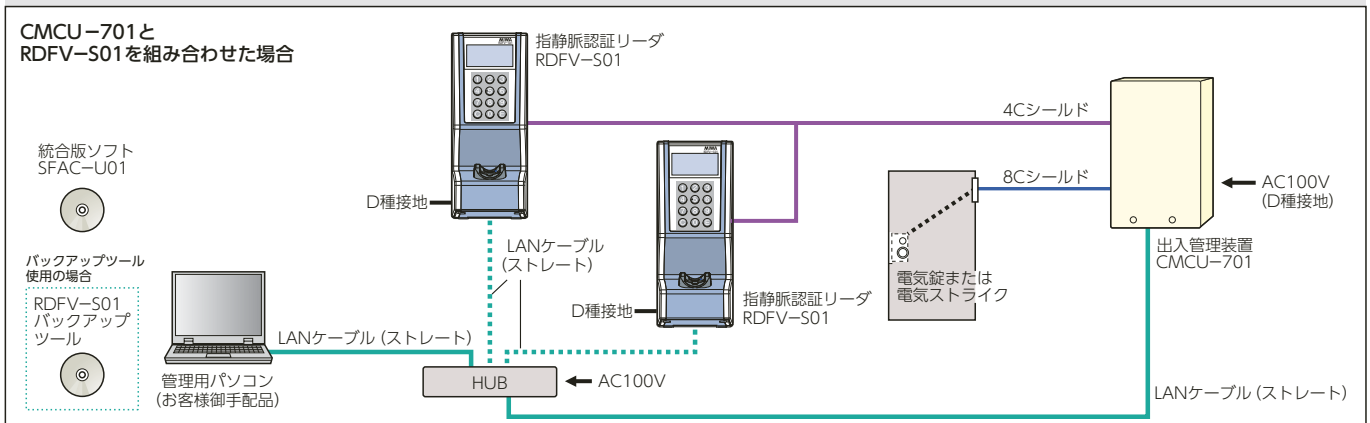 CMCU−701と
RDFV−S01を組み合わせた場合
指静脈認証リーダ
RDFV−S01
MIWA
4Cシールド
統合版ソフト
SFAC−U01
MIWA
8Cシールド
AC100V
(D種接地)
D種接地
LANケーブル
(ストレート)
出入管理装置
CMCU−701
バックアップツール
使用の場合
RDFV−S01
バックアップ
ツール
電気錠または
電気ストライク
指静脈認証リーダ
RDFV−S01
D種接地
LANケーブル (ストレート)
管理用パソコン
(お客様御手配品)
HUB
AC100V
LANケーブル (ストレート)